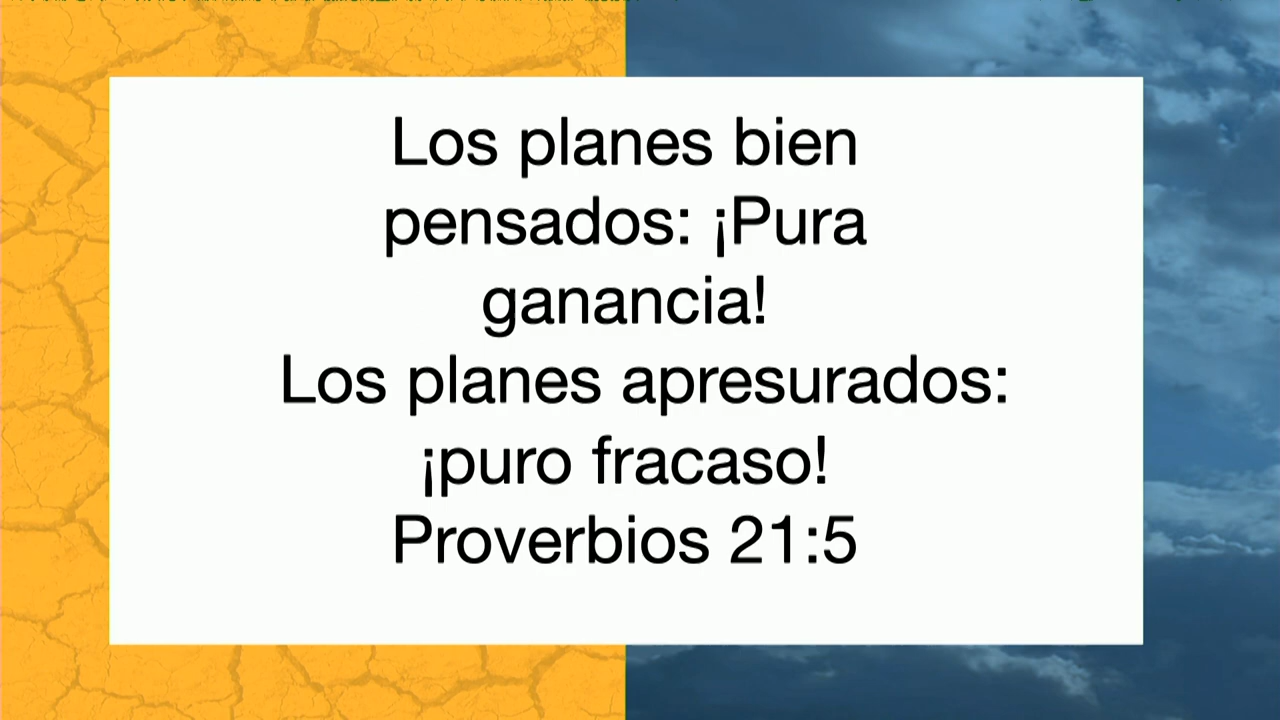 Los planes bien
pensados: ¡Pura
ganancia!
Los planes apresurados:
¡puro fracaso!
Proverbios 21:5